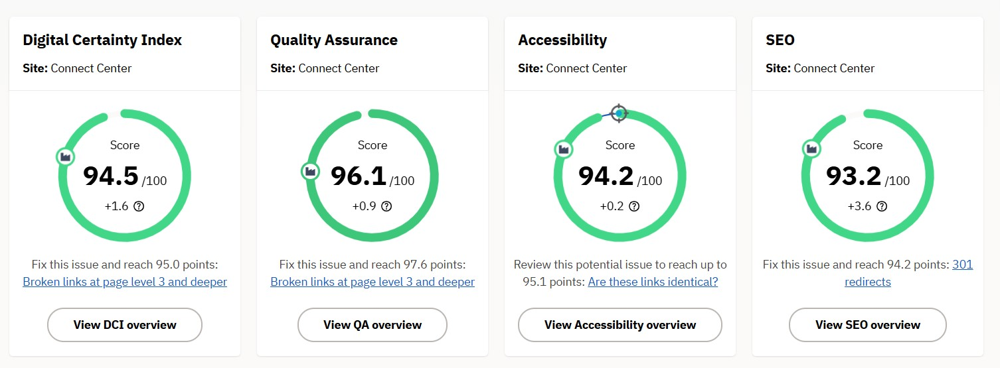 Digital Certainty Index
Site: Connect Center
Score
94.5 /100
+1.6 ?
Fix this issue and reach 95.0 points:
Broken links at page level 3 and deeper
View DCI overview
Quality Assurance
Site: Connect Center
Score
96.1 /100
+0.9 ?
Fix this issue and reach 97.6 points:
Broken links at page level 3 and deeper
View QA overview
Accessibility
Site: Connect Center
Score
94.2 /100
+0.2 ?
Review this potential issue to reach up to
95.1 points: Are these links identical?
View Accessibility overview
SEO
Site: Connect Center
Score
93.2 /100
+3.6 ?
Fix this issue and reach 94.2 points: 301
redirects
View SEO overview